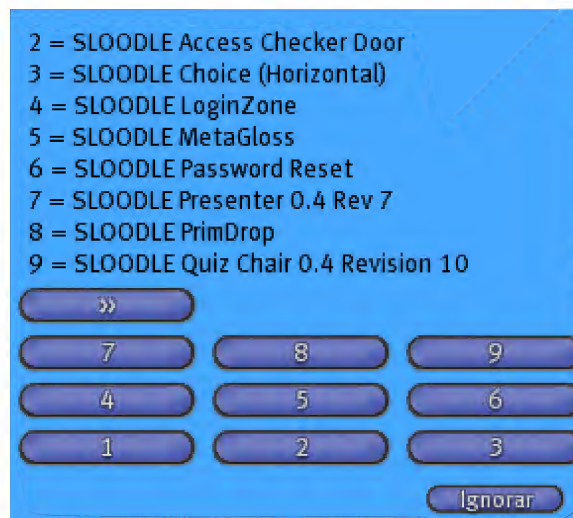 2 = SLOODLE Access Checker Door
3 = SLOODLE Choice (Horizontal)
4 = SLOODLE LoginZone
5 = SLOODLE MetaGloss
6 = SLOODLE Password Reset
7 = SLOODLE Presenter 0.4 Rev 7
8 = SLOODLE PrimDrop
9 = SLOODLE Quiz Chair 0.4 Revision 10
»
7 8 9
4 5 6
1 2 3
Ignorar